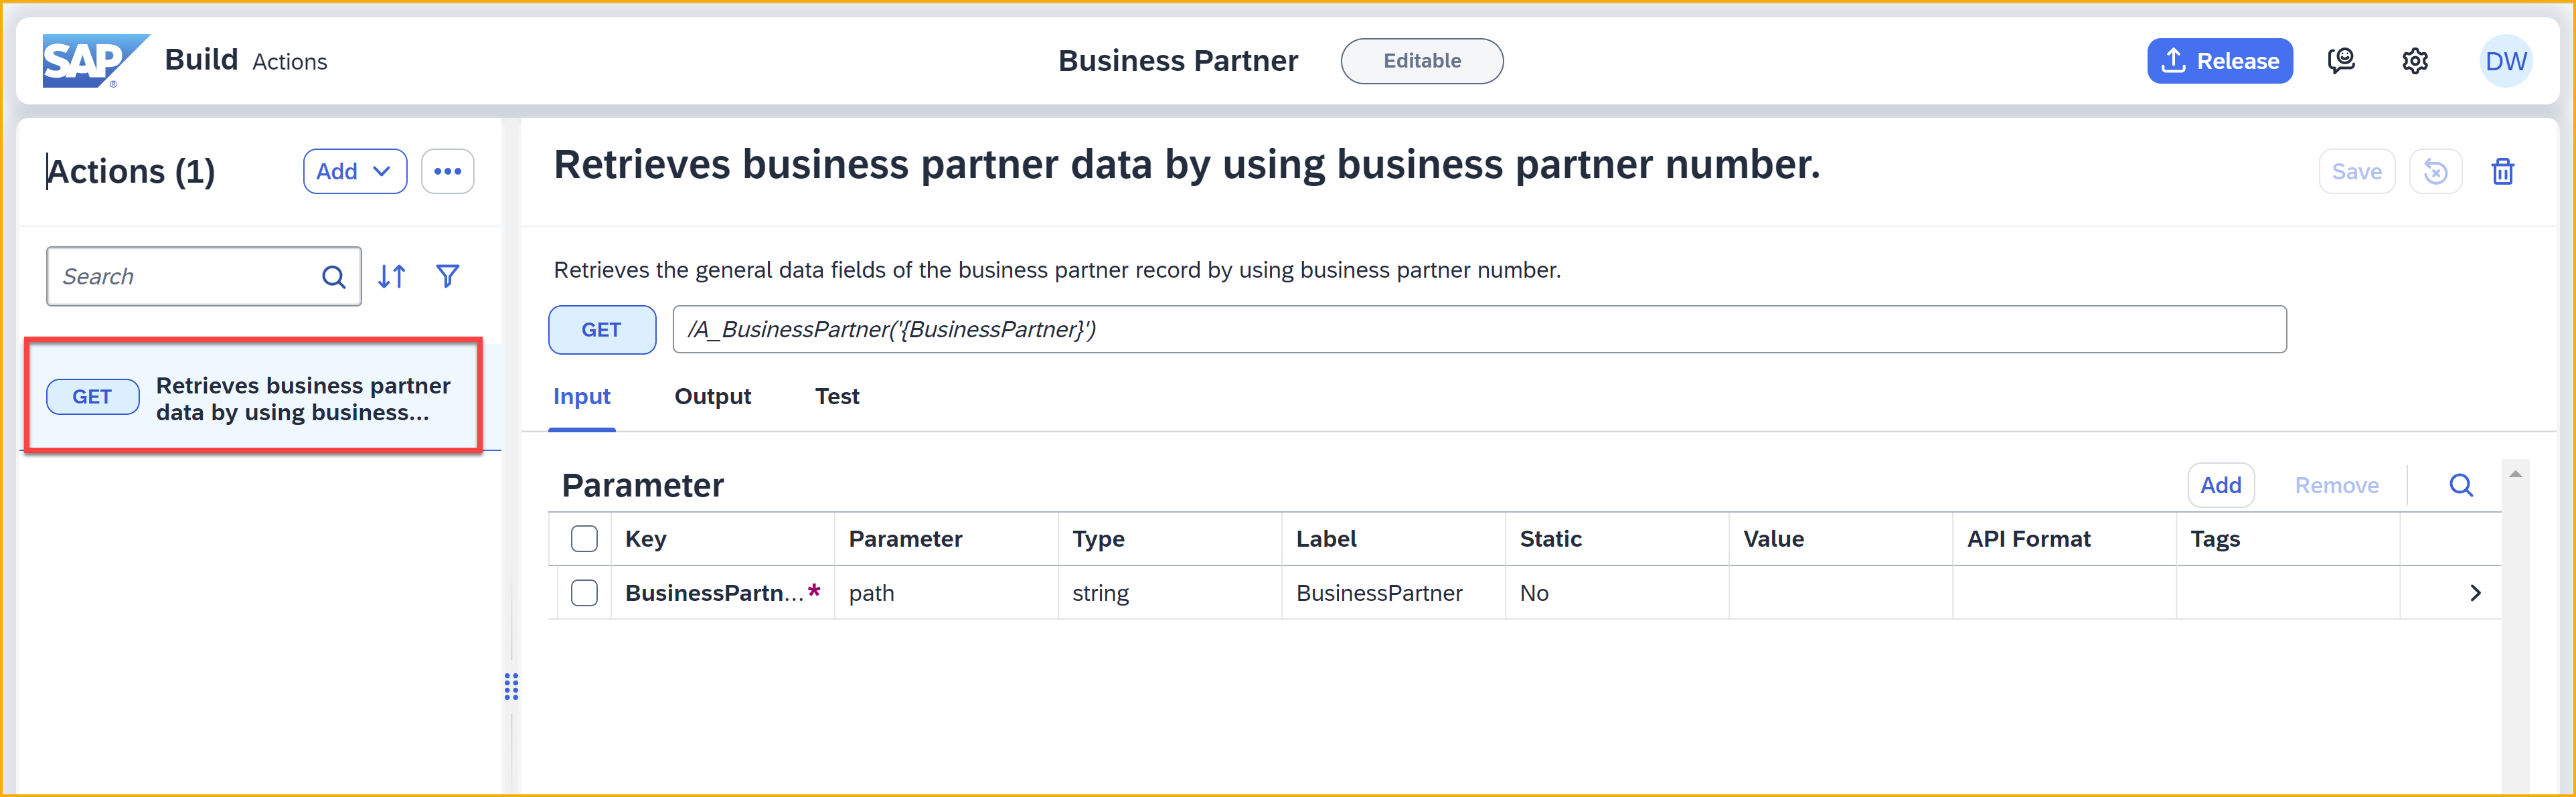 SAP ® Build Actions
Business Partner Editable
Release DW
Actions (1) Add
Search
GET Retrieves business partner
data by using business...
Retrieves business partner data by using business partner number.
Save
Retrieves the general data fields of the business partner record by using business partner number.
GET /A_BusinessPartner('{BusinessPartner}')
Input Output Test
Parameter Add Remove
Key Parameter Type Label Static Value API Format Tags
BusinessPartn...* path string BusinessPartner No